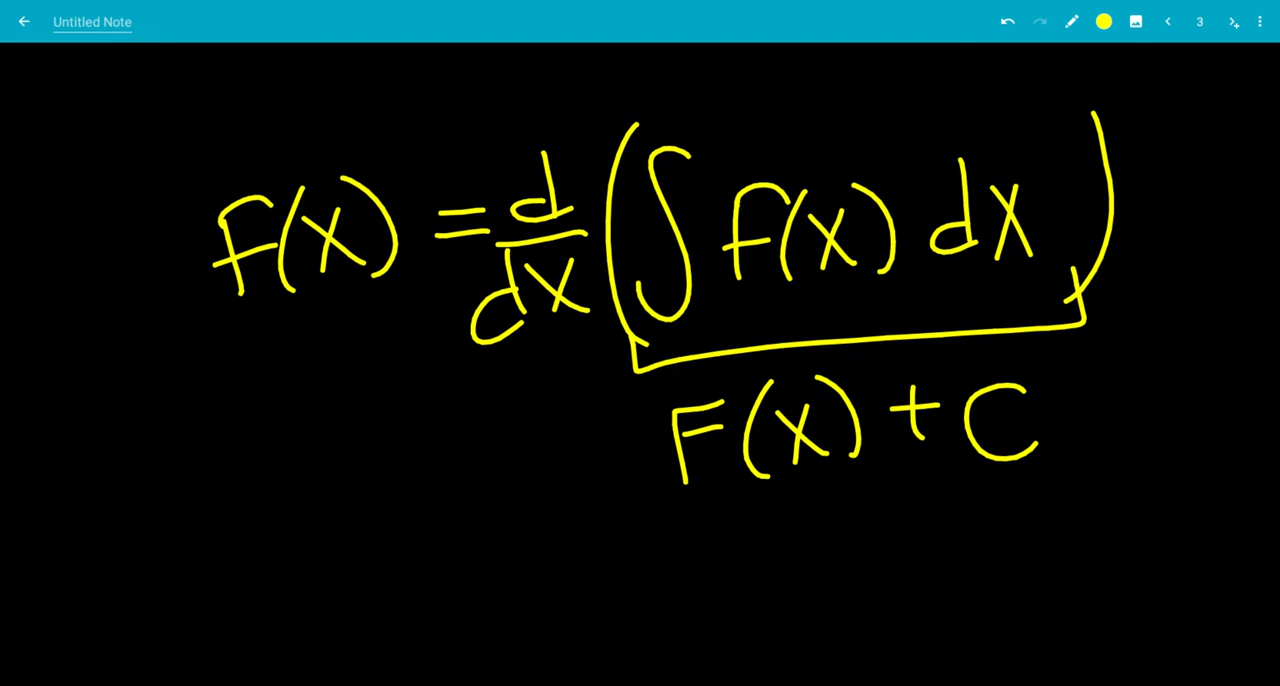 Untitled Note
3
f(x) = d/dx (∫ f(x) dx)
F(x) + C